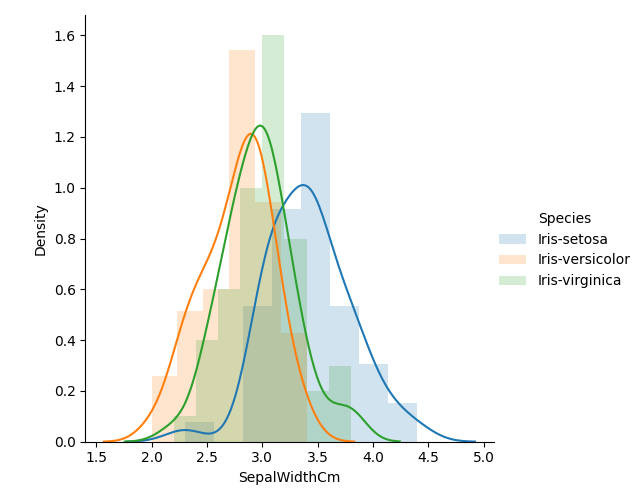 1.6
1.4
1.2
1.0
0.8
0.6
0.4
0.2
0.0
Density
1.5 2.0 2.5 3.0 3.5 4.0 4.5 5.0
SepalWidthCm
Species
Iris-setosa
Iris-versicolor
Iris-virginica